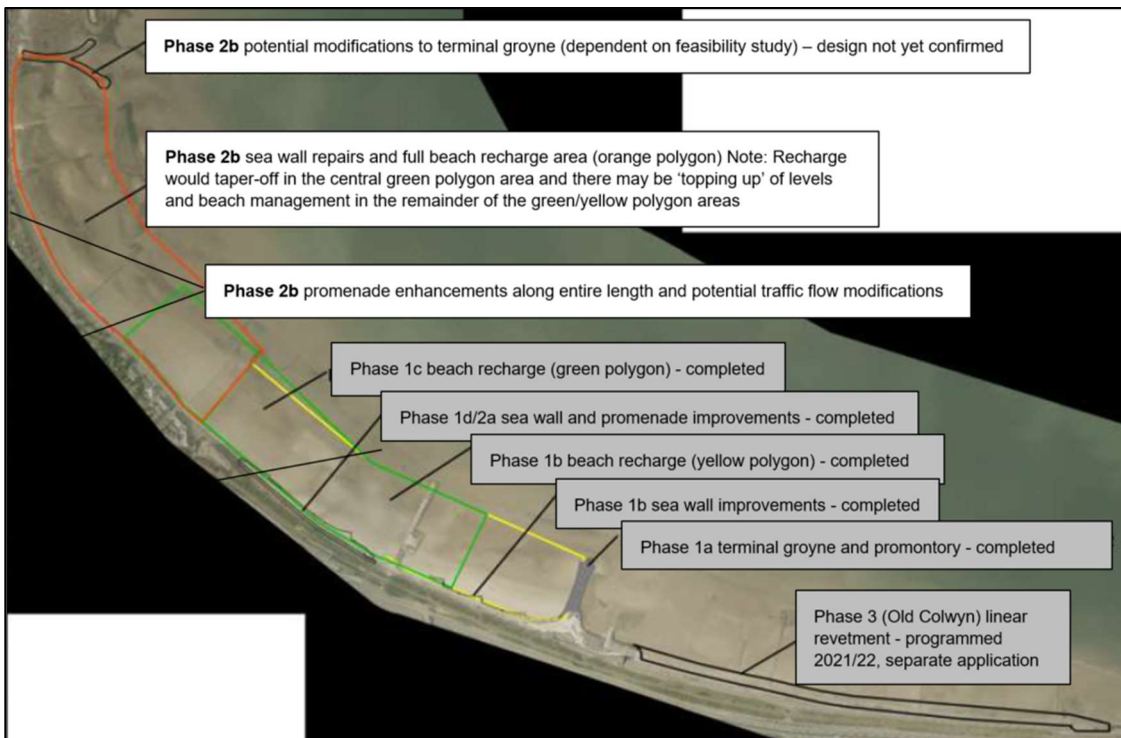 Phase 2b potential modifications to terminal groyne (dependent on feasibility study) – design not yet confirmed
Phase 2b sea wall repairs and full beach recharge area (orange polygon) Note: Recharge
would taper-off in the central green polygon area and there may be ‘topping up’ of levels
and beach management in the remainder of the green/yellow polygon areas
Phase 2b promenade enhancements along entire length and potential traffic flow modifications
Phase 1c beach recharge (green polygon) - completed
Phase 1d/2a sea wall and promenade improvements - completed
Phase 1b beach recharge (yellow polygon) - completed
Phase 1b sea wall improvements - completed
Phase 1a terminal groyne and promontory - completed
Phase 3 (Old Colwyn) linear
revetment - programmed
2021/22, separate application